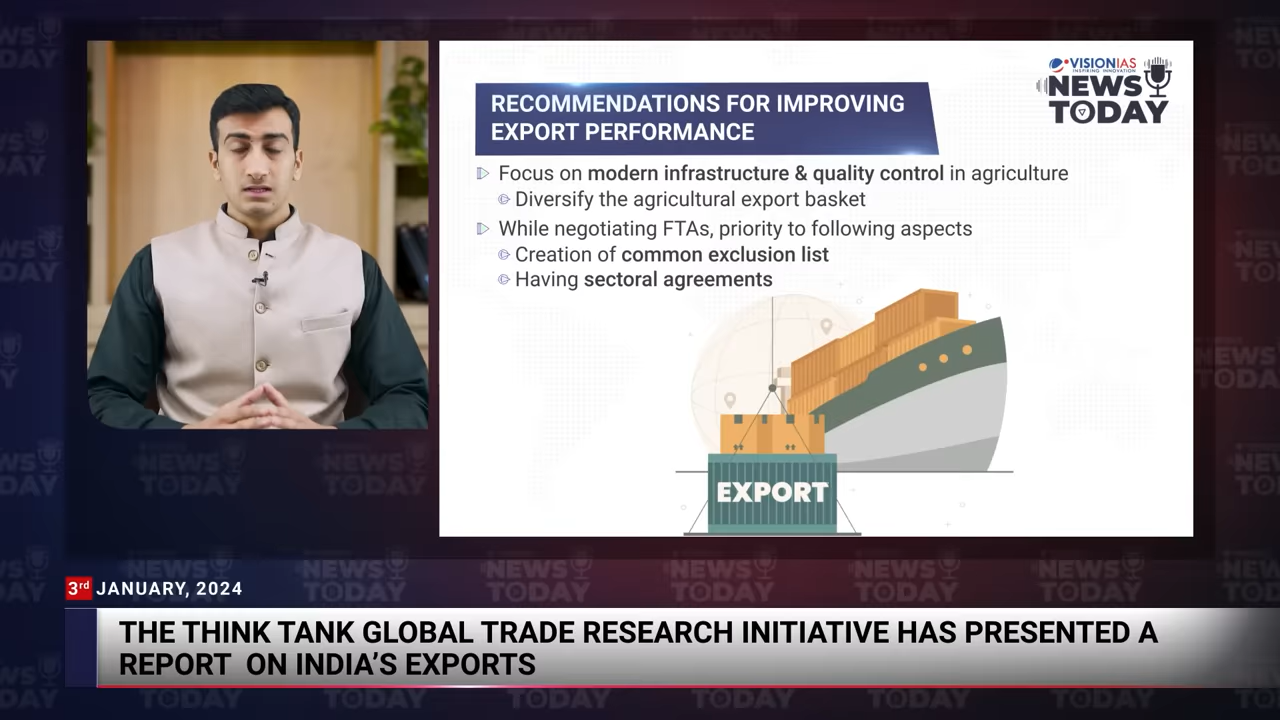 VISIONIAS
INSPIRING INNOVATION
NEWS
TODAY
RECOMMENDATIONS FOR IMPROVING
EXPORT PERFORMANCE
Focus on modern infrastructure & quality control in agriculture
Diversify the agricultural export basket
While negotiating FTAs, priority to following aspects
Creation of common exclusion list
Having sectoral agreements
EXPORT
3rd JANUARY, 2024
THE THINK TANK GLOBAL TRADE RESEARCH INITIATIVE HAS PRESENTED A
REPORT ON INDIA'S EXPORTS